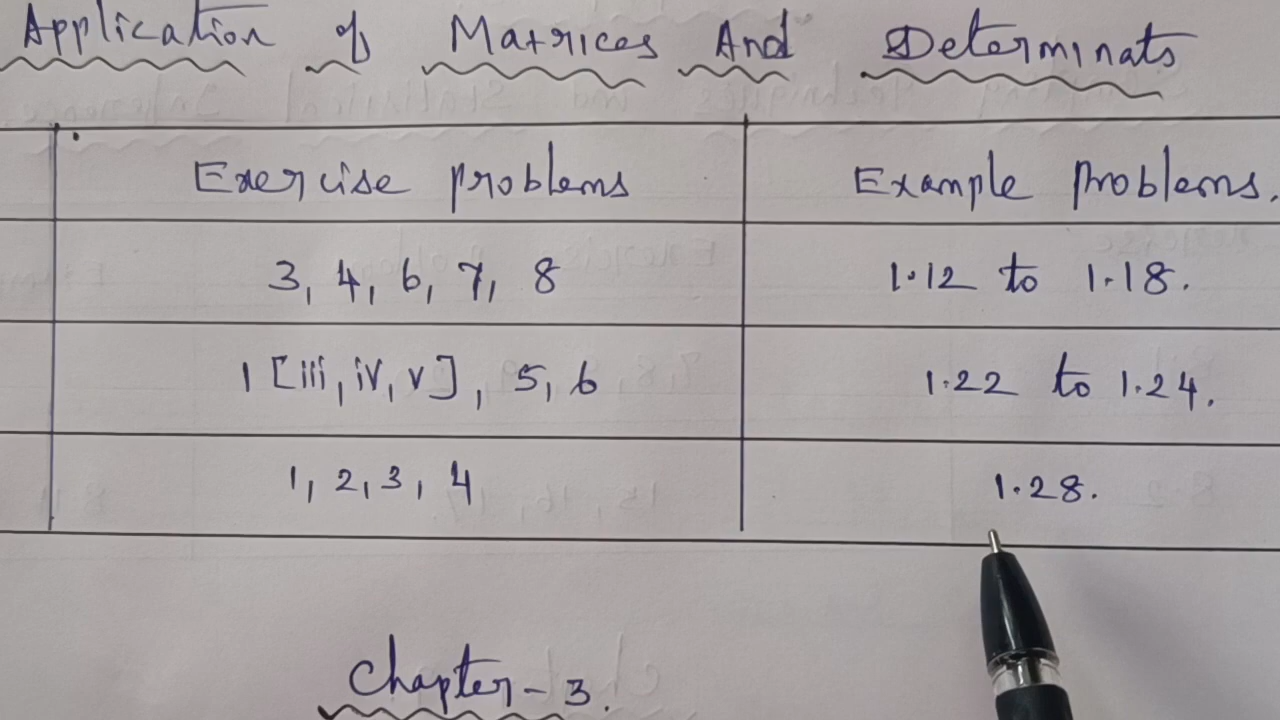 Application of Matrices And Determinats
Exercise problems Example Problems.
3, 4, 6, 7, 8 1.12 to 1.18.
1 [iii, iv, v], 5, 6 1.22 to 1.24.
1, 2, 3, 4 1.28.
Chapter - 3.